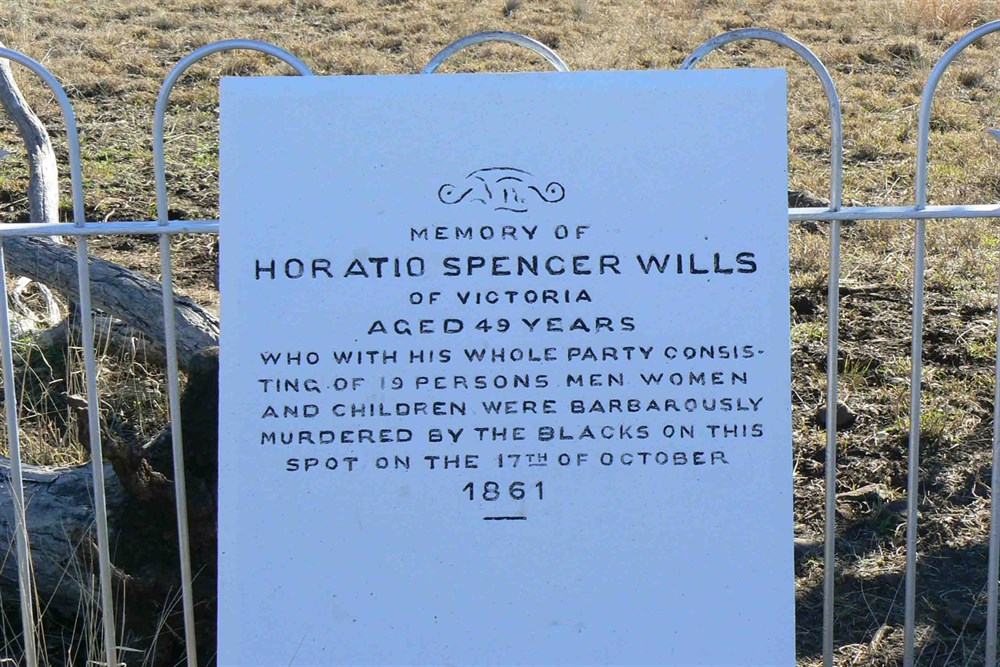 MEMORY OF
HORATIO SPENCER WILLS
OF VICTORIA
AGED 49 YEARS
WHO WITH HIS WHOLE PARTY CONSIS-
TING OF 19 PERSONS MEN WOMEN
AND CHILDREN WERE BARBAROUSLY
MURDERED BY THE BLACKS ON THIS
SPOT ON THE 17TH OF OCTOBER
1861